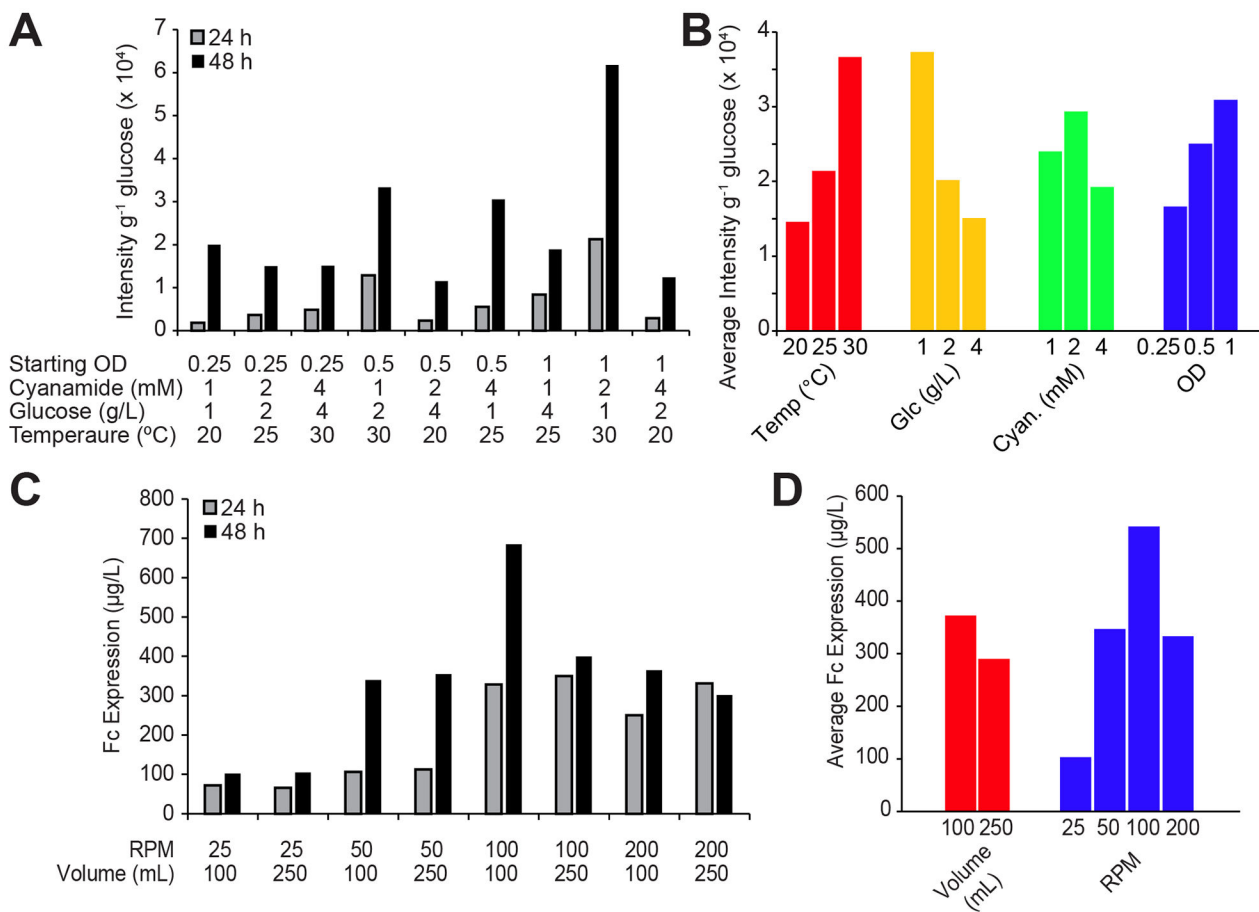 A
Intensity g⁻¹ glucose (x 10⁴)
7
6
5
4
3
2
1
0
24 h
48 h
Starting OD 0.25 0.25 0.25 0.5 0.5 0.5 1 1 1
Cyanamide (mM) 1 2 4 1 2 4 1 2 4
Glucose (g/L) 1 2 4 2 4 1 4 1 2
Temperaure (ºC) 20 25 30 30 20 25 25 30 20
B
Average Intensity g⁻¹ glucose (x 10⁴)
4
3
2
1
0
20 25 30 1 2 4 1 2 4 0.25 0.5 1
Temp (°C) Glc (g/L) Cyan. (mM) OD
C
Fc Expression (µg/L)
800
700
600
500
400
300
200
100
0
24 h
48 h
RPM 25 25 50 50 100 100 200 200
Volume (mL) 100 250 100 250 100 250 100 250
D
Average Fc Expression (µg/L)
600
500
400
300
200
100
0
100 250 25 50 100 200
Volume
(mL)
RPM